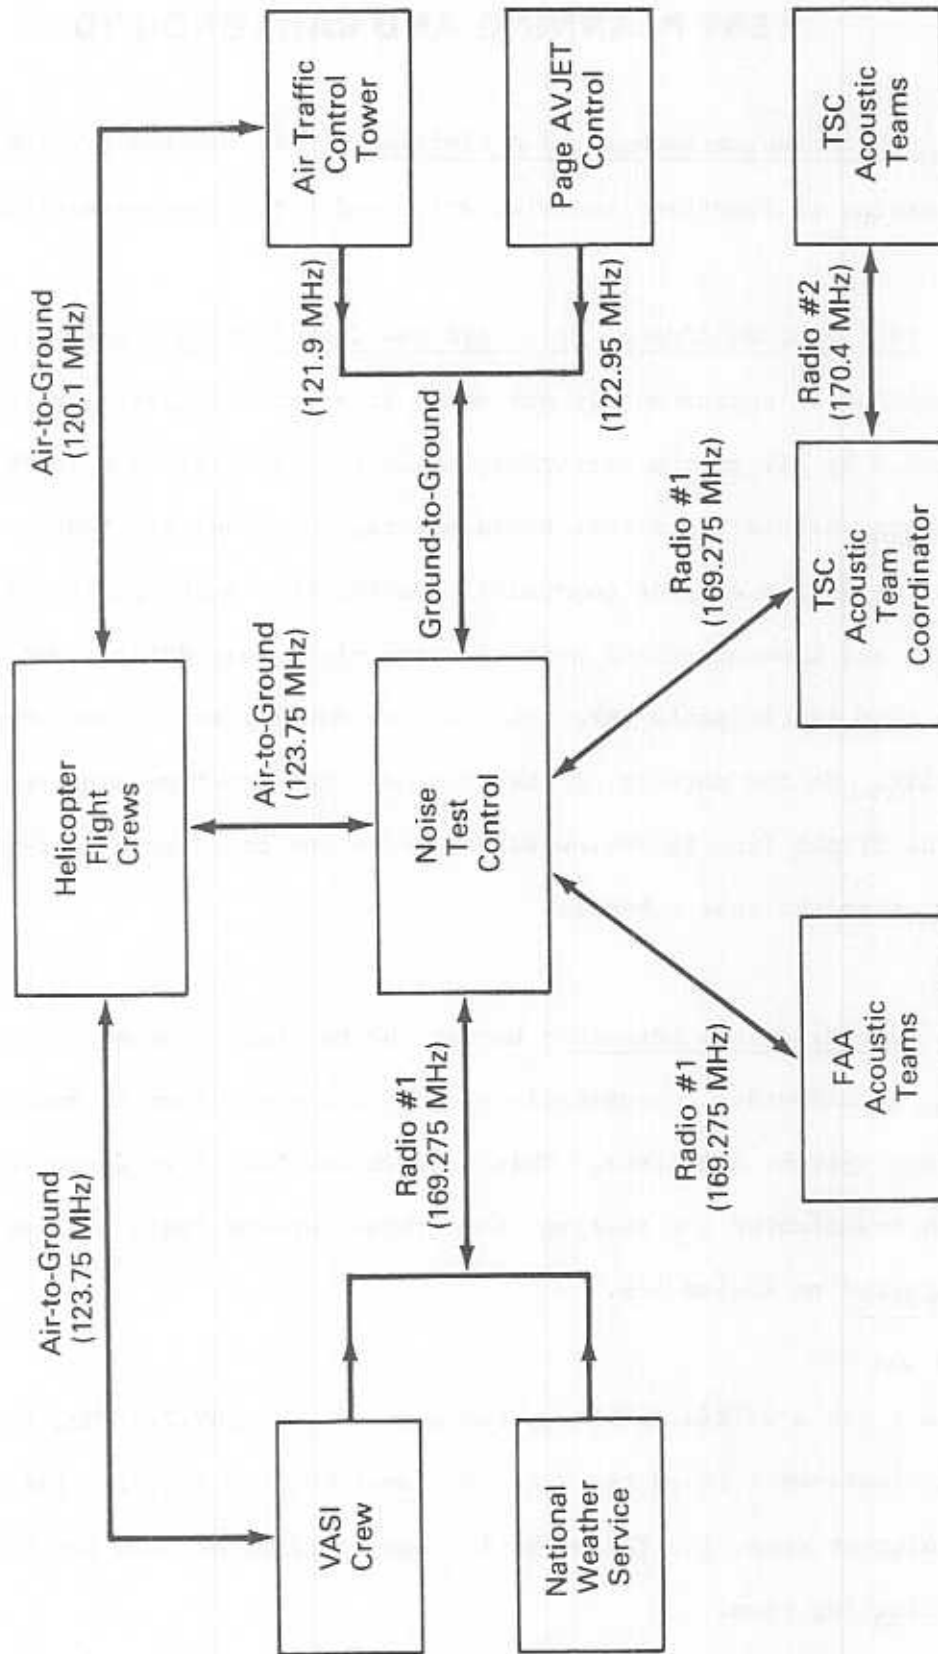 Air-to-Ground
(123.75 MHz)
Air-to-Ground
(120.1 MHz)
Helicopter
Flight
Crews
Air-to-Ground
(123.75 MHz)
VASI
Crew
National
Weather
Service
Radio #1
(169.275 MHz)
Noise
Test
Control
Ground-to-Ground
(121.9 MHz)
(122.95 MHz)
Air Traffic
Control
Tower
Page AVJET
Control
Radio #1
(169.275 MHz)
Radio #1
(169.275 MHz)
FAA
Acoustic
Teams
TSC
Acoustic
Team
Coordinator
Radio #2
(170.4 MHz)
TSC
Acoustic
Teams